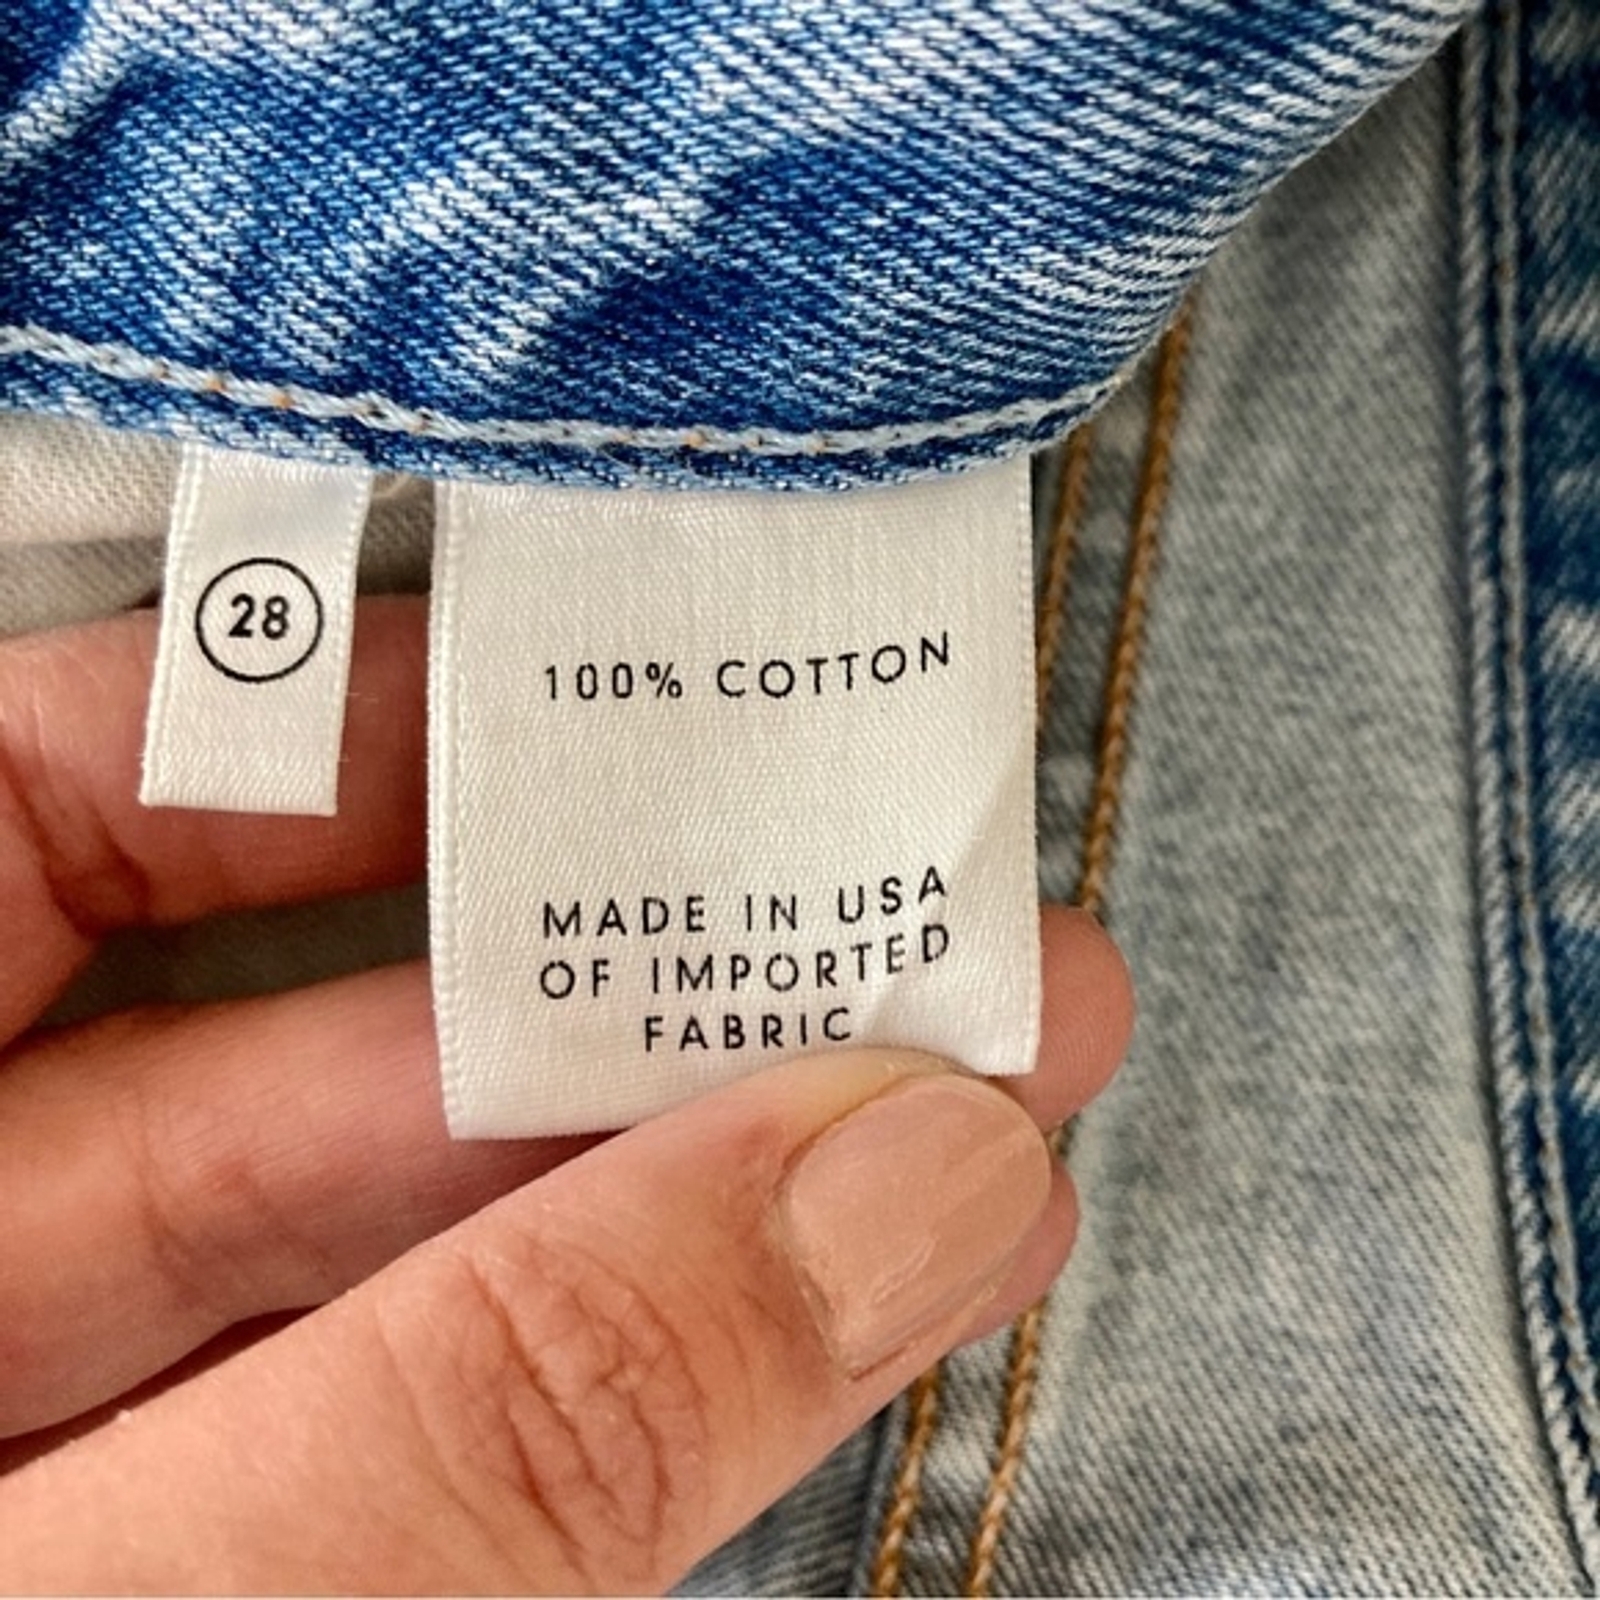 28
100% COTTON
MADE IN USA
OF IMPORTED
FABRIC